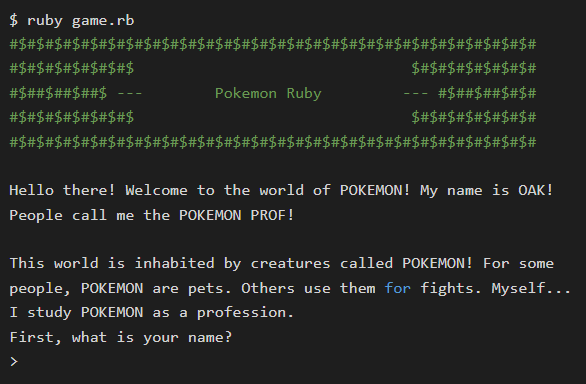 $ ruby game.rb
#$#$#$#$#$#$#$#$#$#$#$#$#$#$#$#$#$#$#$#$#$#$#$#$#$#$#$#$#$#
#$#$#$#$#$#$#$                               $#$#$#$#$#$#$#
#$##$##$##$ ---        Pokemon Ruby         --- #$##$##$#$#
#$#$#$#$#$#$#$                               $#$#$#$#$#$#$#
#$#$#$#$#$#$#$#$#$#$#$#$#$#$#$#$#$#$#$#$#$#$#$#$#$#$#$#$#$#
Hello there! Welcome to the world of POKEMON! My name is OAK!
People call me the POKEMON PROF!
This world is inhabited by creatures called POKEMON! For some
people, POKEMON are pets. Others use them for fights. Myself...
I study POKEMON as a profession.
First, what is your name?
>